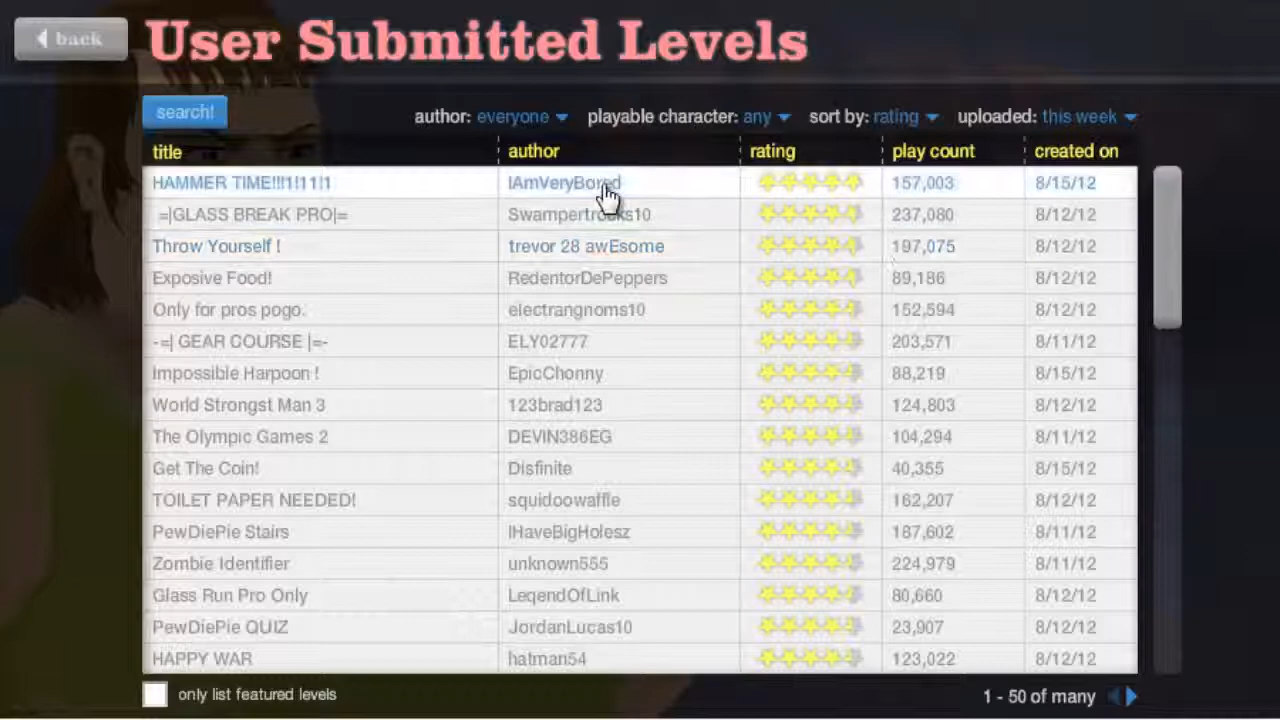 back
User Submitted Levels
search!
author: everyone playable character: any sort by: rating uploaded: this week
title author rating play count created on
HAMMER TIME!!!1!11!1 IAmVeryBored 157,003 8/15/12
=|GLASS BREAK PRO|= Swampertrocks10 237,080 8/12/12
Throw Yourself ! trevor 28 awEsome 197,075 8/12/12
Exposive Food! RedentorDePeppers 89,186 8/12/12
Only for pros pogo. electrangnoms10 152,594 8/12/12
-=| GEAR COURSE |=- ELY02777 203,571 8/11/12
Impossible Harpoon ! EpicChonny 88,219 8/15/12
World Strongst Man 3 123brad123 124,803 8/12/12
The Olympic Games 2 DEVIN386EG 104,294 8/11/12
Get The Coin! Disfinite 40,355 8/15/12
TOILET PAPER NEEDED! squidoowaffle 162,207 8/12/12
PewDiePie Stairs IHaveBigHolesz 187,602 8/11/12
Zombie Identifier unknown555 224,979 8/11/12
Glass Run Pro Only LeqendOfLink 80,660 8/12/12
PewDiePie QUIZ JordanLucas10 23,907 8/12/12
HAPPY WAR hatman54 123,022 8/12/12
only list featured levels 1 - 50 of many